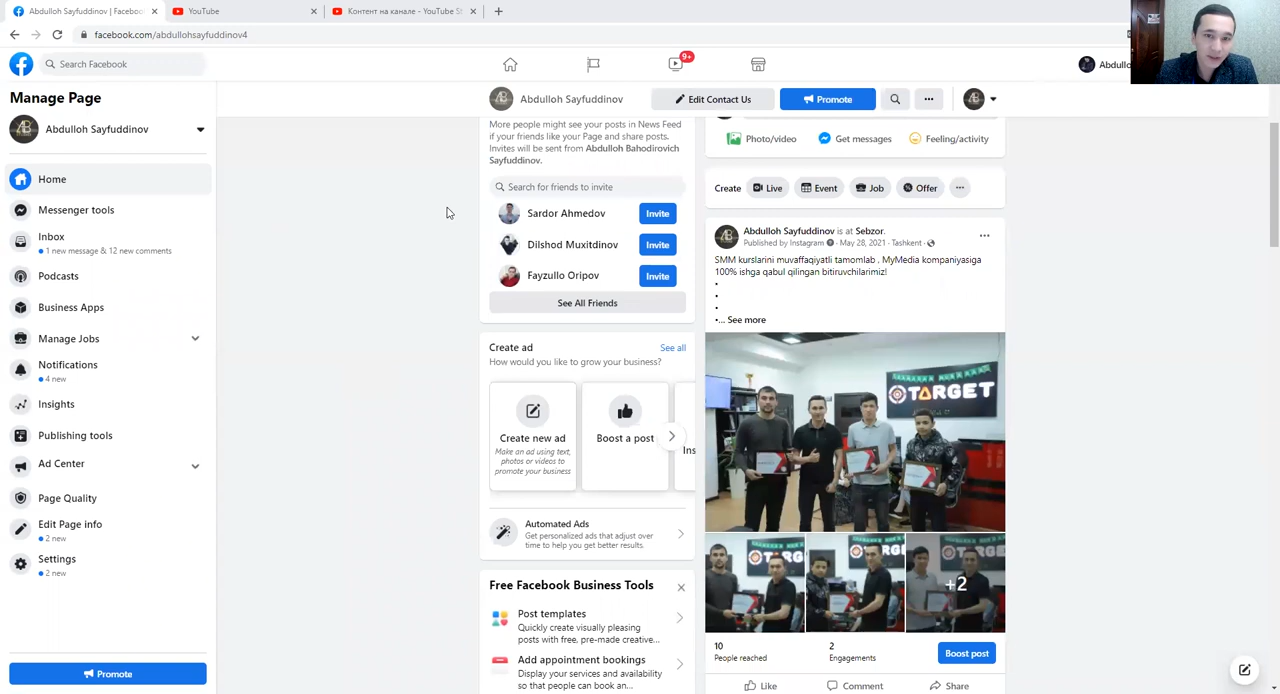 Abdulloh Sayfuddinov | Facebo
YouTube
Контент на канале - YouTube St
facebook.com/abdullohsayfuddinov4
Search Facebook
9+
Abdull
Manage Page
Abdulloh Sayfuddinov
Home
Messenger tools
Inbox
1 new message & 12 new comments
Podcasts
Business Apps
Manage Jobs
Notifications
4 new
Insights
Publishing tools
Ad Center
Page Quality
Edit Page info
2 new
Settings
2 new
Promote
Abdulloh Sayfuddinov
Edit Contact Us
Promote
More people might see your posts in News Feed
if your friends like your Page and share posts.
Invites will be sent from Abdulloh Bahodirovich
Sayfuddinov.
Search for friends to invite
Sardor Ahmedov
Invite
Dilshod Muxitdinov
Invite
Fayzullo Oripov
Invite
See All Friends
Create ad
See all
How would you like to grow your business?
Create new ad
Make an ad using text,
photos or videos to
promote your business
Boost a post
Ins
Automated Ads
Get personalized ads that adjust over
time to help you get better results.
Free Facebook Business Tools
Post templates
Quickly create visually pleasing
posts with free, pre-made creative...
Add appointment bookings
Display your services and availability
so that people can book an...
Photo/video
Get messages
Feeling/activity
Create
Live
Event
Job
Offer
Abdulloh Sayfuddinov is at Sebzor.
Published by Instagram · May 28, 2021 · Tashkent ·
SMM kurslarini muvaffaqiyatli tamomlab , MyMedia kompaniyasiga
100% ishga qabul qilingan bitiruvchilarimiz!
•
•
•
•... See more
TARGET
+2
10
People reached
2
Engagements
Boost post
Like
Comment
Share